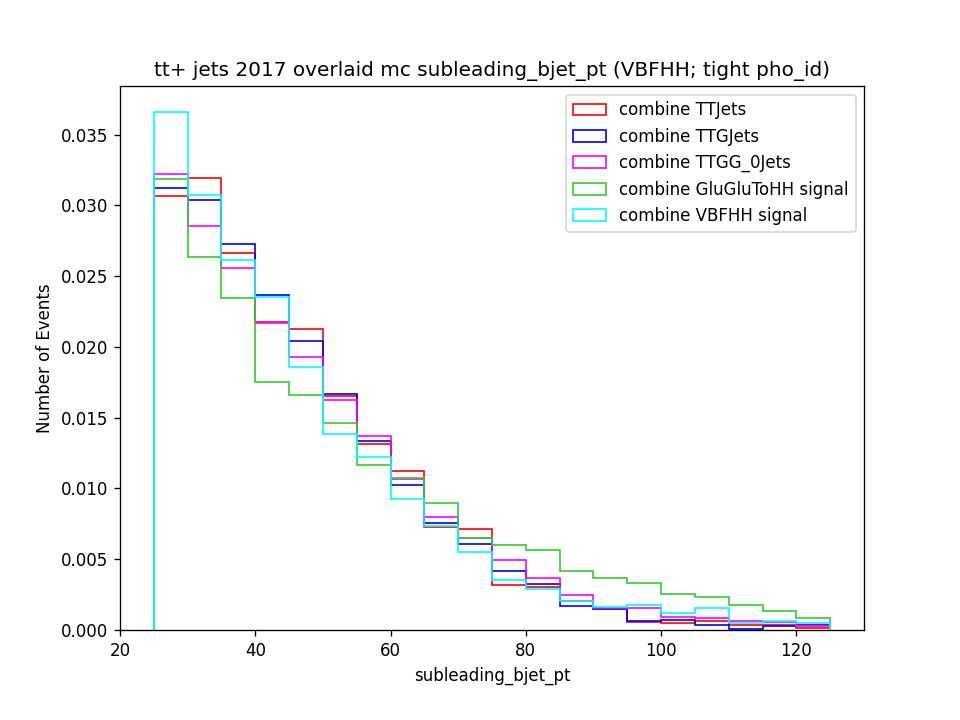 tt+ jets 2017 overlaid mc subleading_bjet_pt (VBFHH; tight pho_id)
combine TTJets
combine TTGJets
combine TTGG_0Jets
combine GluGluToHH signal
combine VBFHH signal
Number of Events
0.035
0.030
0.025
0.020
0.015
0.010
0.005
0.000
20 40 60 80 100 120
subleading_bjet_pt